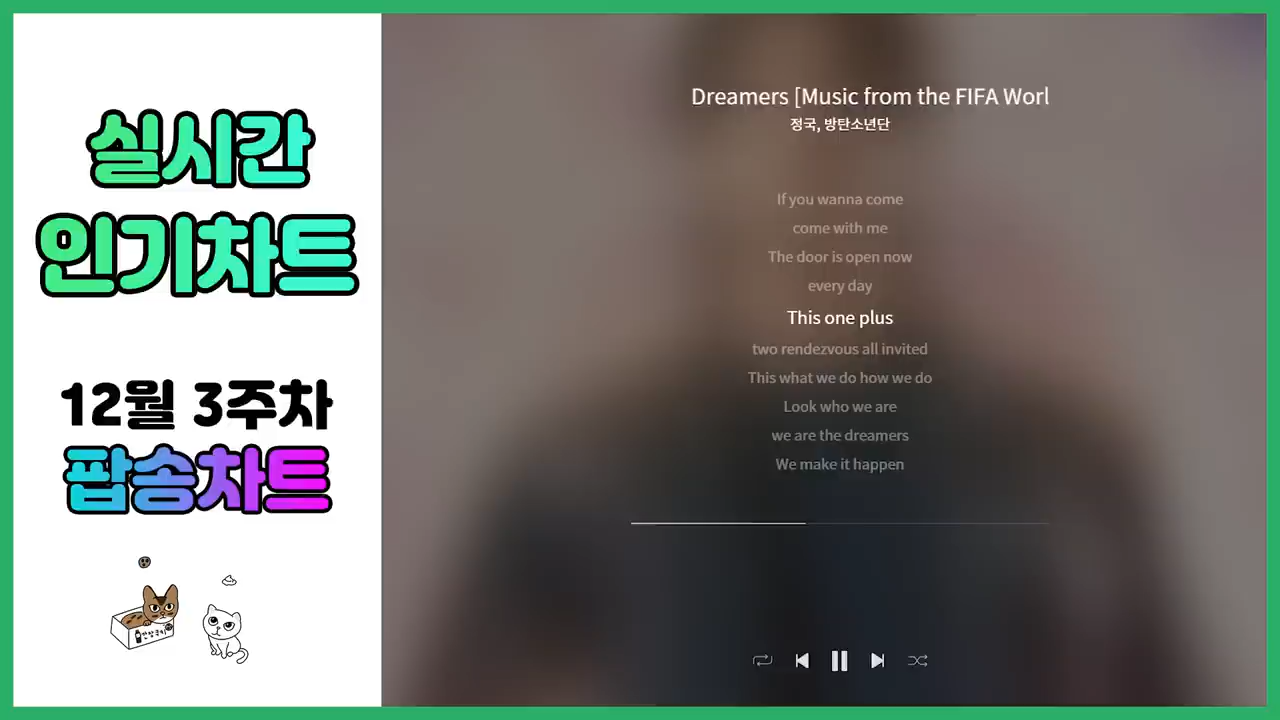 실시간
인기차트
12월 3주차
팝송차트
Dreamers [Music from the FIFA Worl
정국, 방탄소년단
If you wanna come
come with me
The door is open now
every day
This one plus
two rendezvous all invited
This what we do how we do
Look who we are
we are the dreamers
We make it happen